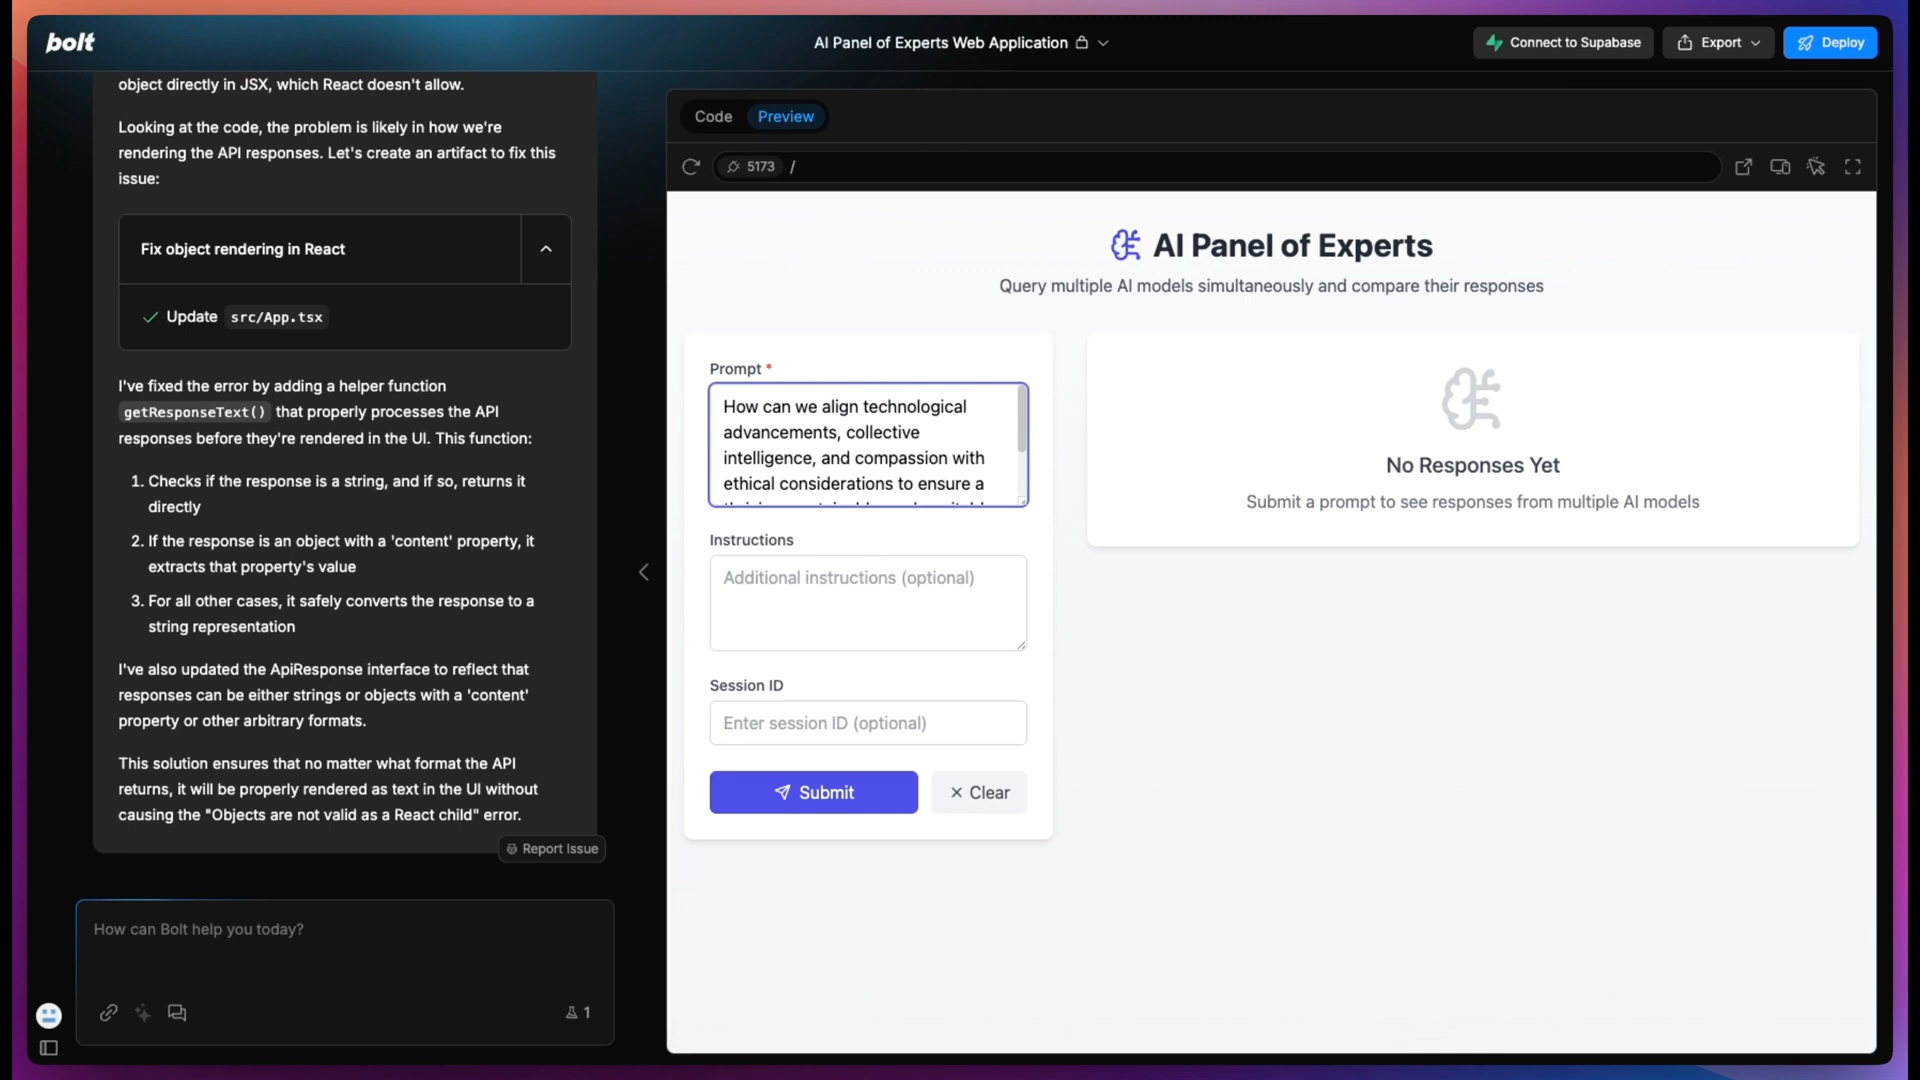 bolt
AI Panel of Experts Web Application
Connect to Supabase
Export
Deploy
object directly in JSX, which React doesn't allow.
Looking at the code, the problem is likely in how we're
rendering the API responses. Let's create an artifact to fix this
issue:
Fix object rendering in React
Update src/App.tsx
I've fixed the error by adding a helper function
getResponseText() that properly processes the API
responses before they're rendered in the UI. This function:
1. Checks if the response is a string, and if so, returns it
directly
2. If the response is an object with a 'content' property, it
extracts that property's value
3. For all other cases, it safely converts the response to a
string representation
I've also updated the ApiResponse interface to reflect that
responses can be either strings or objects with a 'content'
property or other arbitrary formats.
This solution ensures that no matter what format the API
returns, it will be properly rendered as text in the UI without
causing the "Objects are not valid as a React child" error.
Report Issue
How can Bolt help you today?
1
Code
Preview
5173 /
AI Panel of Experts
Query multiple AI models simultaneously and compare their responses
Prompt *
How can we align technological
advancements, collective
intelligence, and compassion with
ethical considerations to ensure a
Instructions
Additional instructions (optional)
Session ID
Enter session ID (optional)
Submit
Clear
No Responses Yet
Submit a prompt to see responses from multiple AI models